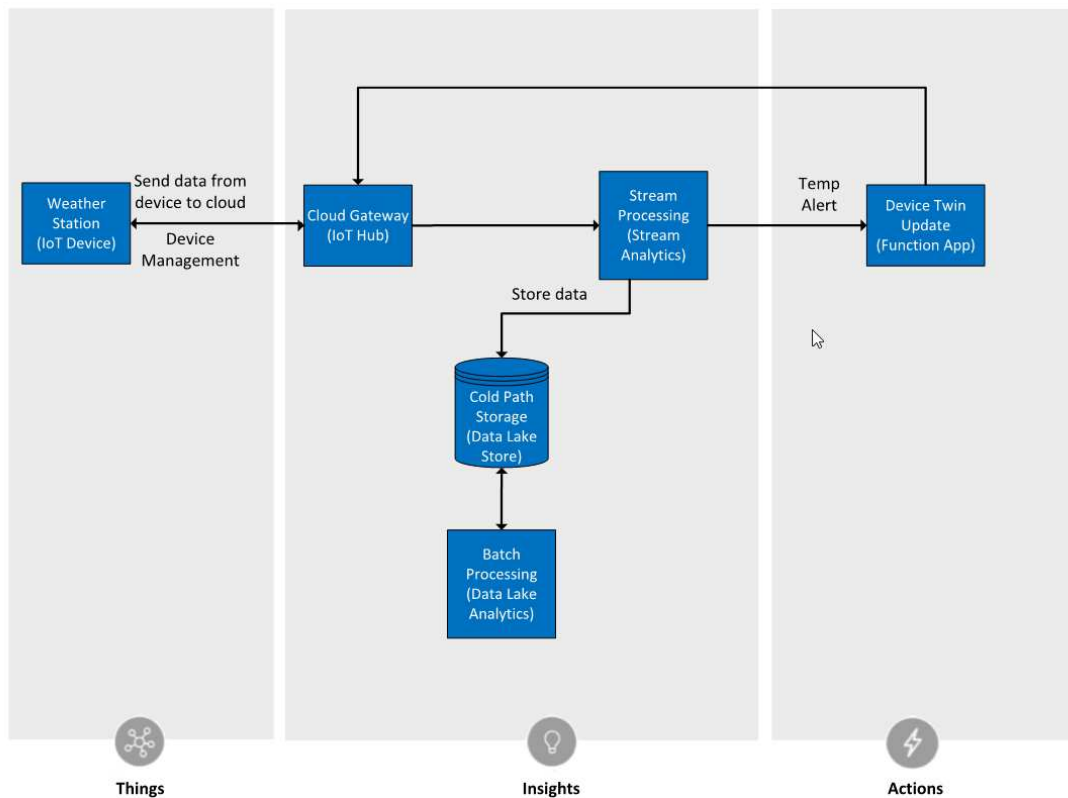 Send data from
device to cloud
Weather
Station
(IoT Device)
Device
Management
Cloud Gateway
(IoT Hub)
Stream
Processing
(Stream
Analytics)
Temp
Alert
Device Twin
Update
(Function App)
Store data
Cold Path
Storage
(Data Lake
Store)
Batch
Processing
(Data Lake
Analytics)
Things
Insights
Actions